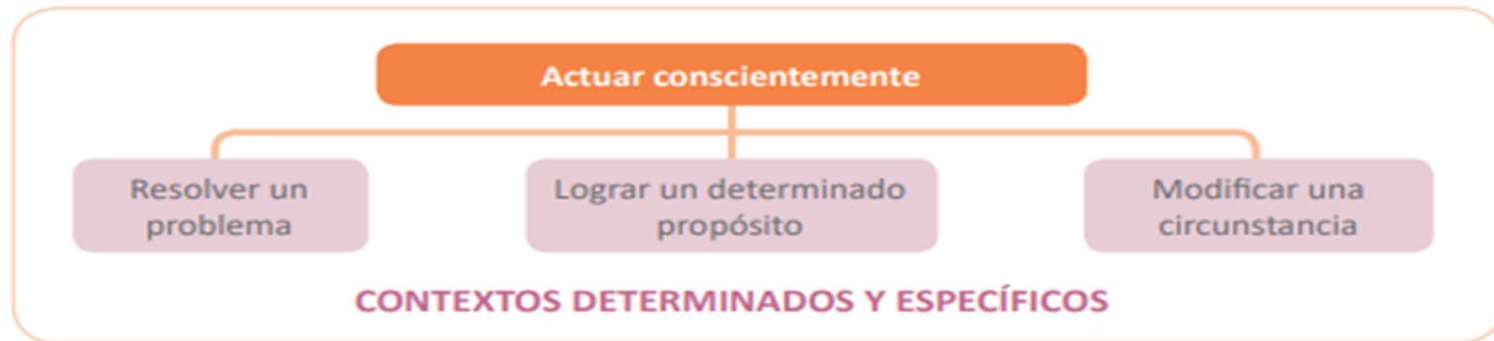 Actuar conscientemente
Resolver un
problema
Lograr un determinado
propósito
Modificar una
circunstancia
CONTEXTOS DETERMINADOS Y ESPECÍFICOS